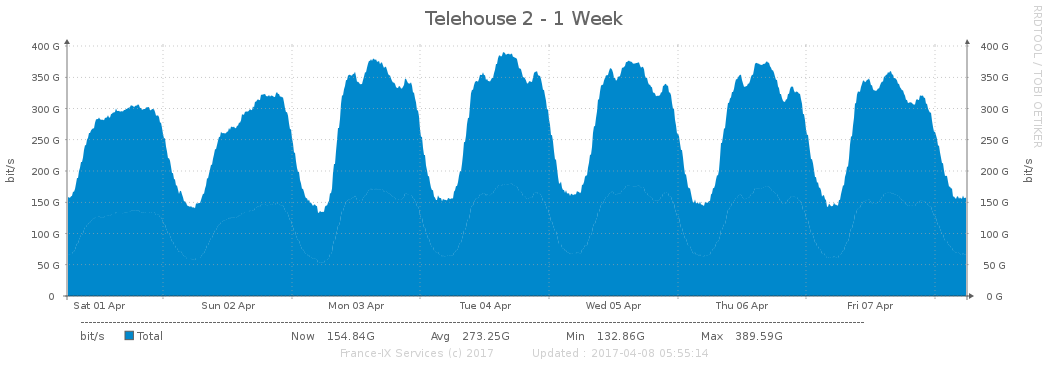 Telehouse 2 - 1 Week
RRDTOOL / TOBI OETIKER
400 G 400 G
350 G 350 G
300 G 300 G
250 G 250 G
200 G 200 G
150 G 150 G
100 G 100 G
50 G 50 G
0 0 G
bit/s bit/s
Sat 01 Apr Sun 02 Apr Mon 03 Apr Tue 04 Apr Wed 05 Apr Thu 06 Apr Fri 07 Apr
bit/s Total Now 154.84G Avg 273.25G Min 132.86G Max 389.59G
France-IX Services (c) 2017 Updated : 2017-04-08 05:55:14